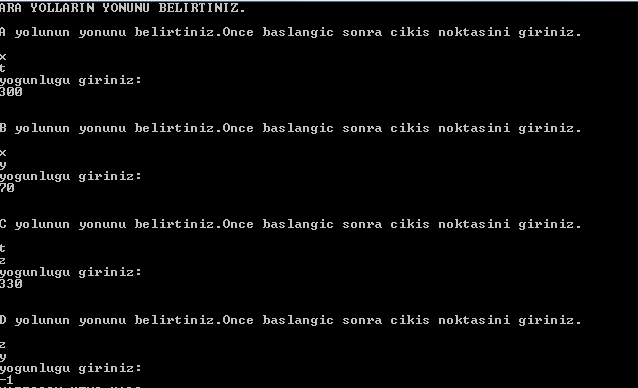 ARA YOLLARIN YONUNU BELIRTINIZ.
A yolunun yonunu belirtiniz.Once baslangic sonra cikis noktasini giriniz.
x
t
yogunlugu giriniz:
300
B yolunun yonunu belirtiniz.Once baslangic sonra cikis noktasini giriniz.
x
y
yogunlugu giriniz:
70
C yolunun yonunu belirtiniz.Once baslangic sonra cikis noktasini giriniz.
t
z
yogunlugu giriniz:
330
D yolunun yonunu belirtiniz.Once baslangic sonra cikis noktasini giriniz.
z
y
yogunlugu giriniz:
-1